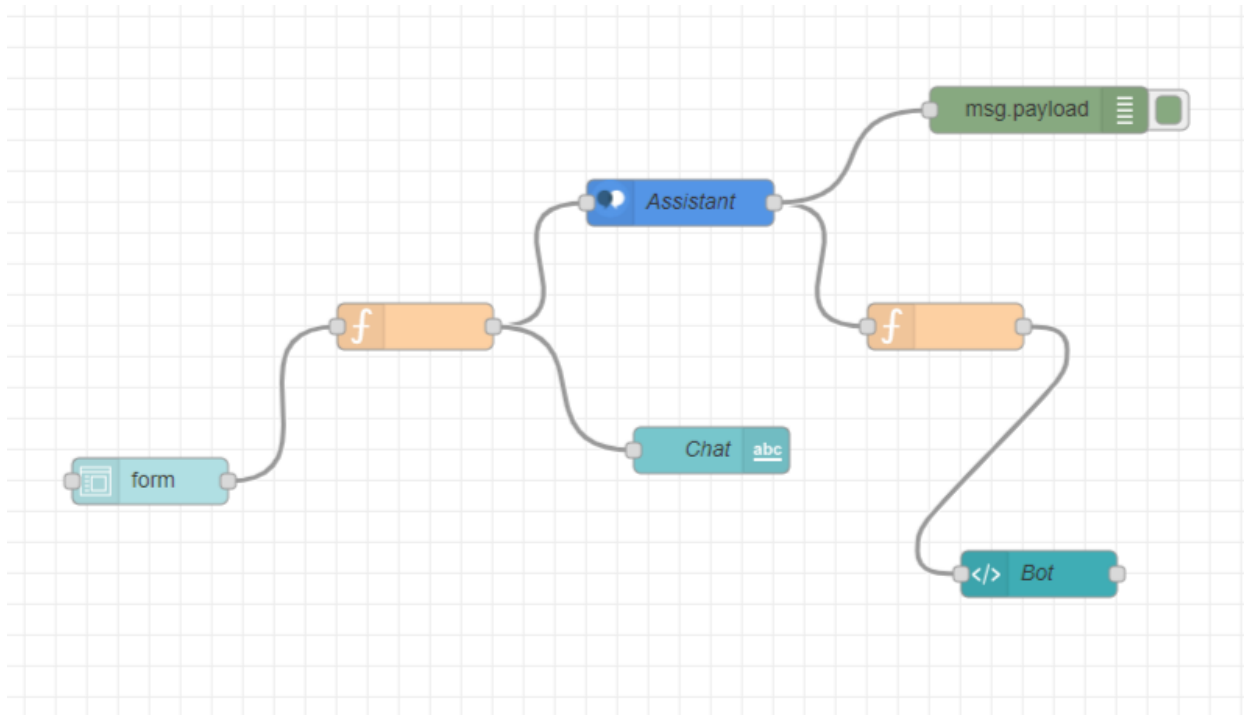 msg.payload
Assistant
f
f
Chat abc
form
</> Bot